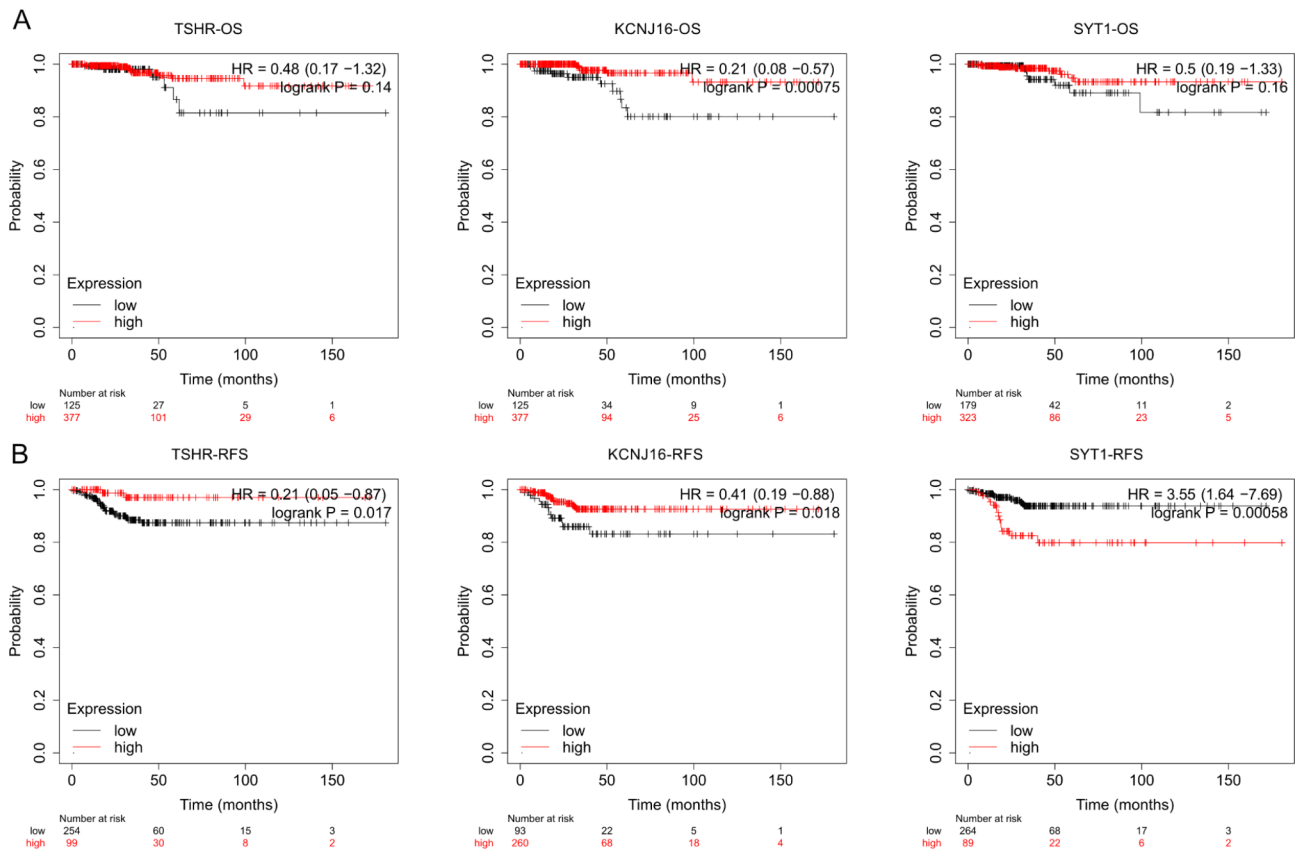 A
TSHR-OS
HR = 0.48 (0.17 −1.32)
logrank P = 0.14
Probability
1.0
0.8
0.6
0.4
0.2
0.0
Expression
low
high
0 50 100 150
Time (months)
Number at risk
low 125 27 5 1
high 377 101 29 6
KCNJ16-OS
HR = 0.21 (0.08 −0.57)
logrank P = 0.00075
Probability
1.0
0.8
0.6
0.4
0.2
0.0
Expression
low
high
0 50 100 150
Time (months)
Number at risk
low 125 34 9 1
high 377 94 25 6
SYT1-OS
HR = 0.5 (0.19 −1.33)
logrank P = 0.16
Probability
1.0
0.8
0.6
0.4
0.2
0.0
Expression
low
high
0 50 100 150
Time (months)
Number at risk
low 179 42 11 2
high 323 86 23 5
B
TSHR-RFS
HR = 0.21 (0.05 −0.87)
logrank P = 0.017
Probability
1.0
0.8
0.6
0.4
0.2
0.0
Expression
low
high
0 50 100 150
Time (months)
Number at risk
low 254 60 15 3
high 99 30 8 2
KCNJ16-RFS
HR = 0.41 (0.19 −0.88)
logrank P = 0.018
Probability
1.0
0.8
0.6
0.4
0.2
0.0
Expression
low
high
0 50 100 150
Time (months)
Number at risk
low 93 22 5 1
high 260 68 18 4
SYT1-RFS
HR = 3.55 (1.64 −7.69)
logrank P = 0.00058
Probability
1.0
0.8
0.6
0.4
0.2
0.0
Expression
low
high
0 50 100 150
Time (months)
Number at risk
low 264 68 17 3
high 89 22 6 2